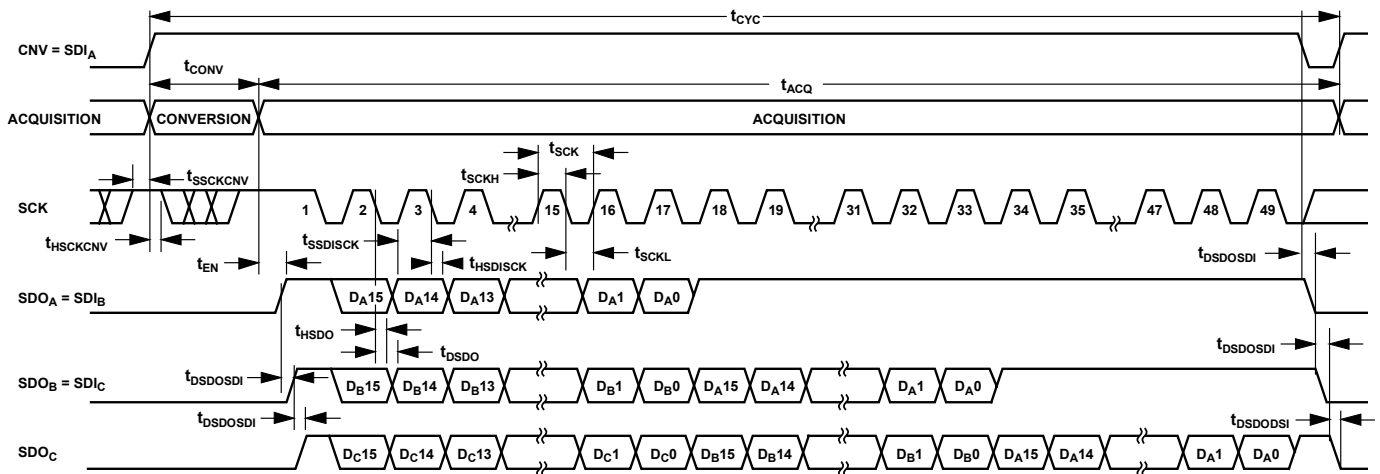 tCYC
CNV = SDIA
tCONV
tACQ
ACQUISITION CONVERSION ACQUISITION
tSCK
tSSCKCNV
tSCKH
SCK 1 2 3 4 15 16 17 18 19 31 32 33 34 35 47 48 49
tHSCKCNV
tSSDISCK
tSCKL
tEN
tHSDISCK
tDSDOSDI
SDOA = SDIB DA15 DA14 DA13 DA1 DA0
tHSDO
tDSDO
tDSDOSDI
tDSDOSDI
SDOB = SDIC DB15 DB14 DB13 DB1 DB0 DA15 DA14 DA1 DA0
tDSDOSDI
tDSDODSI
SDOC DC15 DC14 DC13 DC1 DC0 DB15 DB14 DB1 DB0 DA15 DA14 DA1 DA0